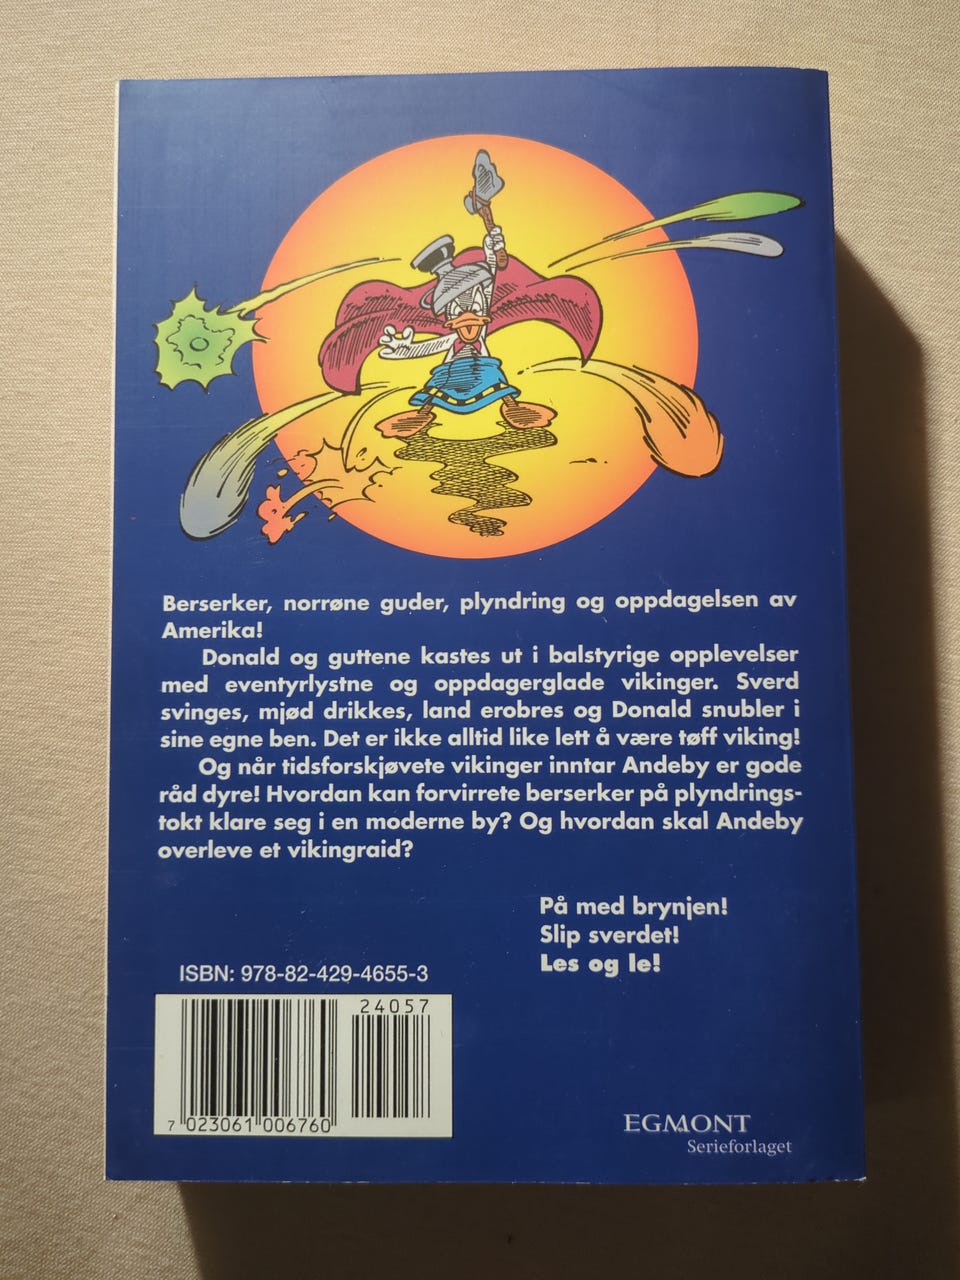 Berserker, norrøne guder, plyndring og oppdagelsen av
Amerika!
Donald og guttene kastes ut i balstyrige opplevelser
med eventyrlystne og oppdagerglade vikinger. Sverd
svinges, mjød drikkes, land erobres og Donald snubler i
sine egne ben. Det er ikke alltid like lett å være tøff viking!
Og når tidsforskjøvete vikinger inntar Andeby er gode
råd dyre! Hvordan kan forvirrete berserker på plyndrings-
tokt klare seg i en moderne by? Og hvordan skal Andeby
overleve et vikingraid?
På med brynjen!
Slip sverdet!
Les og le!
ISBN: 978-82-429-4655-3
24057
7 023061 006760
EGMONT
Serieforlaget